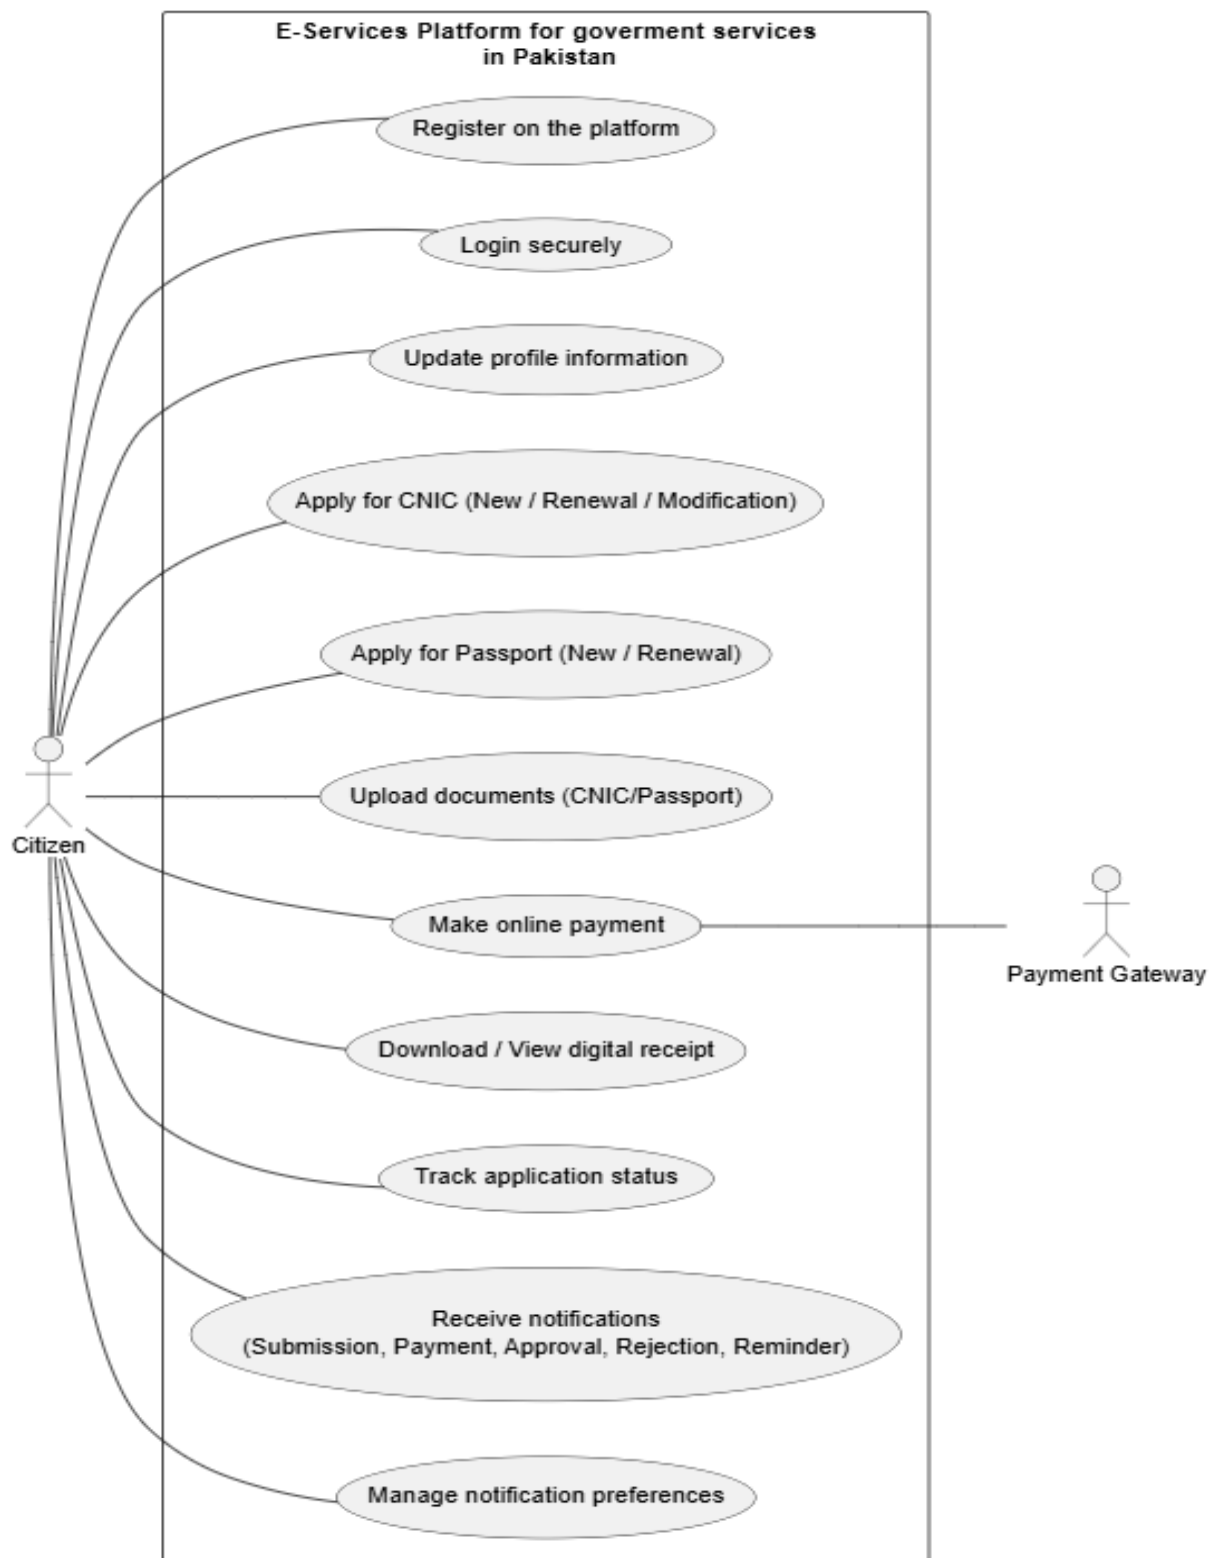 E-Services Platform for goverment services
in Pakistan
Register on the platform
Login securely
Update profile information
Apply for CNIC (New / Renewal / Modification)
Apply for Passport (New / Renewal)
Upload documents (CNIC/Passport)
Citizen
Make online payment
Payment Gateway
Download / View digital receipt
Track application status
Receive notifications
(Submission, Payment, Approval, Rejection, Reminder)
Manage notification preferences